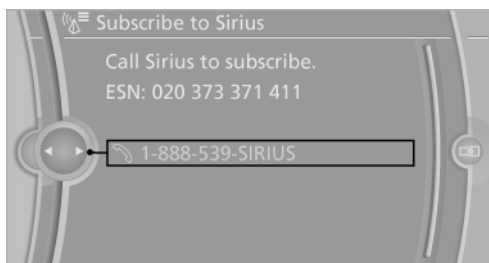 Subscribe to Sirius
Call Sirius to subscribe.
ESN: 020 373 371 411
1-888-539-SIRIUS